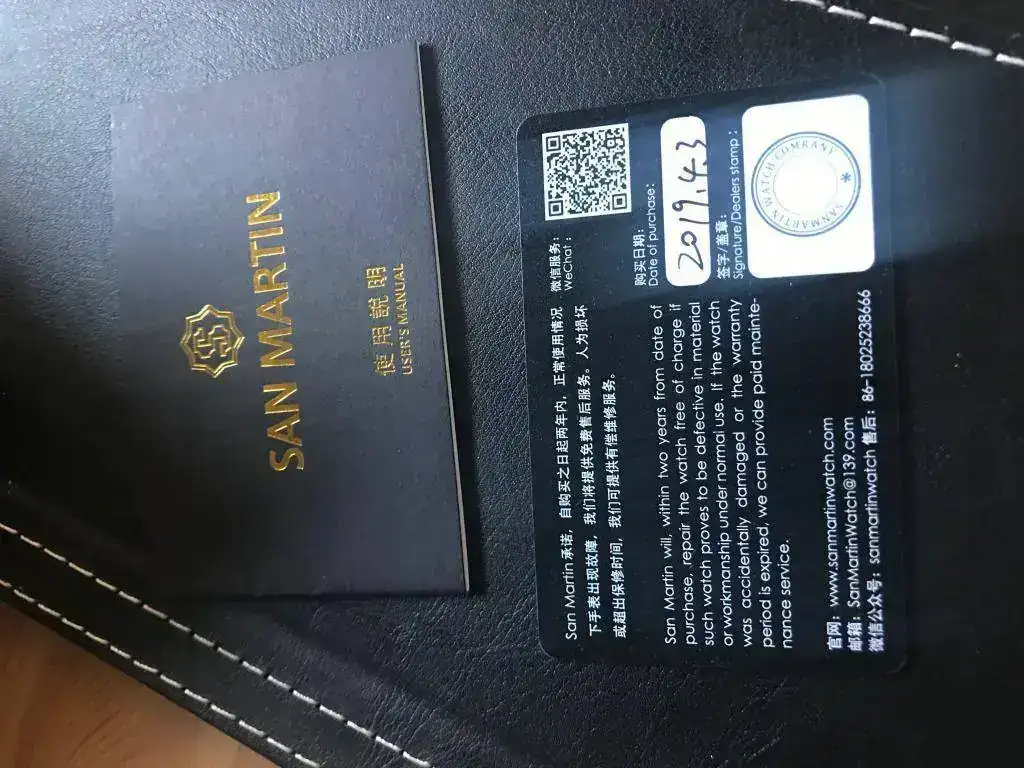 SAN MARTIN
使用説明
USER'S MANUAL
San Martin 承诺，自购买之日起两年内，正常使用情况
下手表出现故障，我们将提供免费售后服务。人为损坏
或超出保修时间，我们可提供有偿维修服务。
San Martin will, within two years from date of
purchase, repair the watch free of charge if
such watch proves to be defective in material
or workmanship under normal use. If the watch
was accidentally damaged or the warranty
period is expired, we can provide paid mainte-
nance service.
官网：www.sanmartinwatch.com
邮箱：SanMartinWatch@139.com
微信公众号：sanmartinwatch 售后：86-18025238666
微信服务：
WeChat：
购买日期：
Date of purchase：
2019.4.3
签字/盖章：
Signature/Dealers stamp：
SANMARTIN WATCH COMPANY